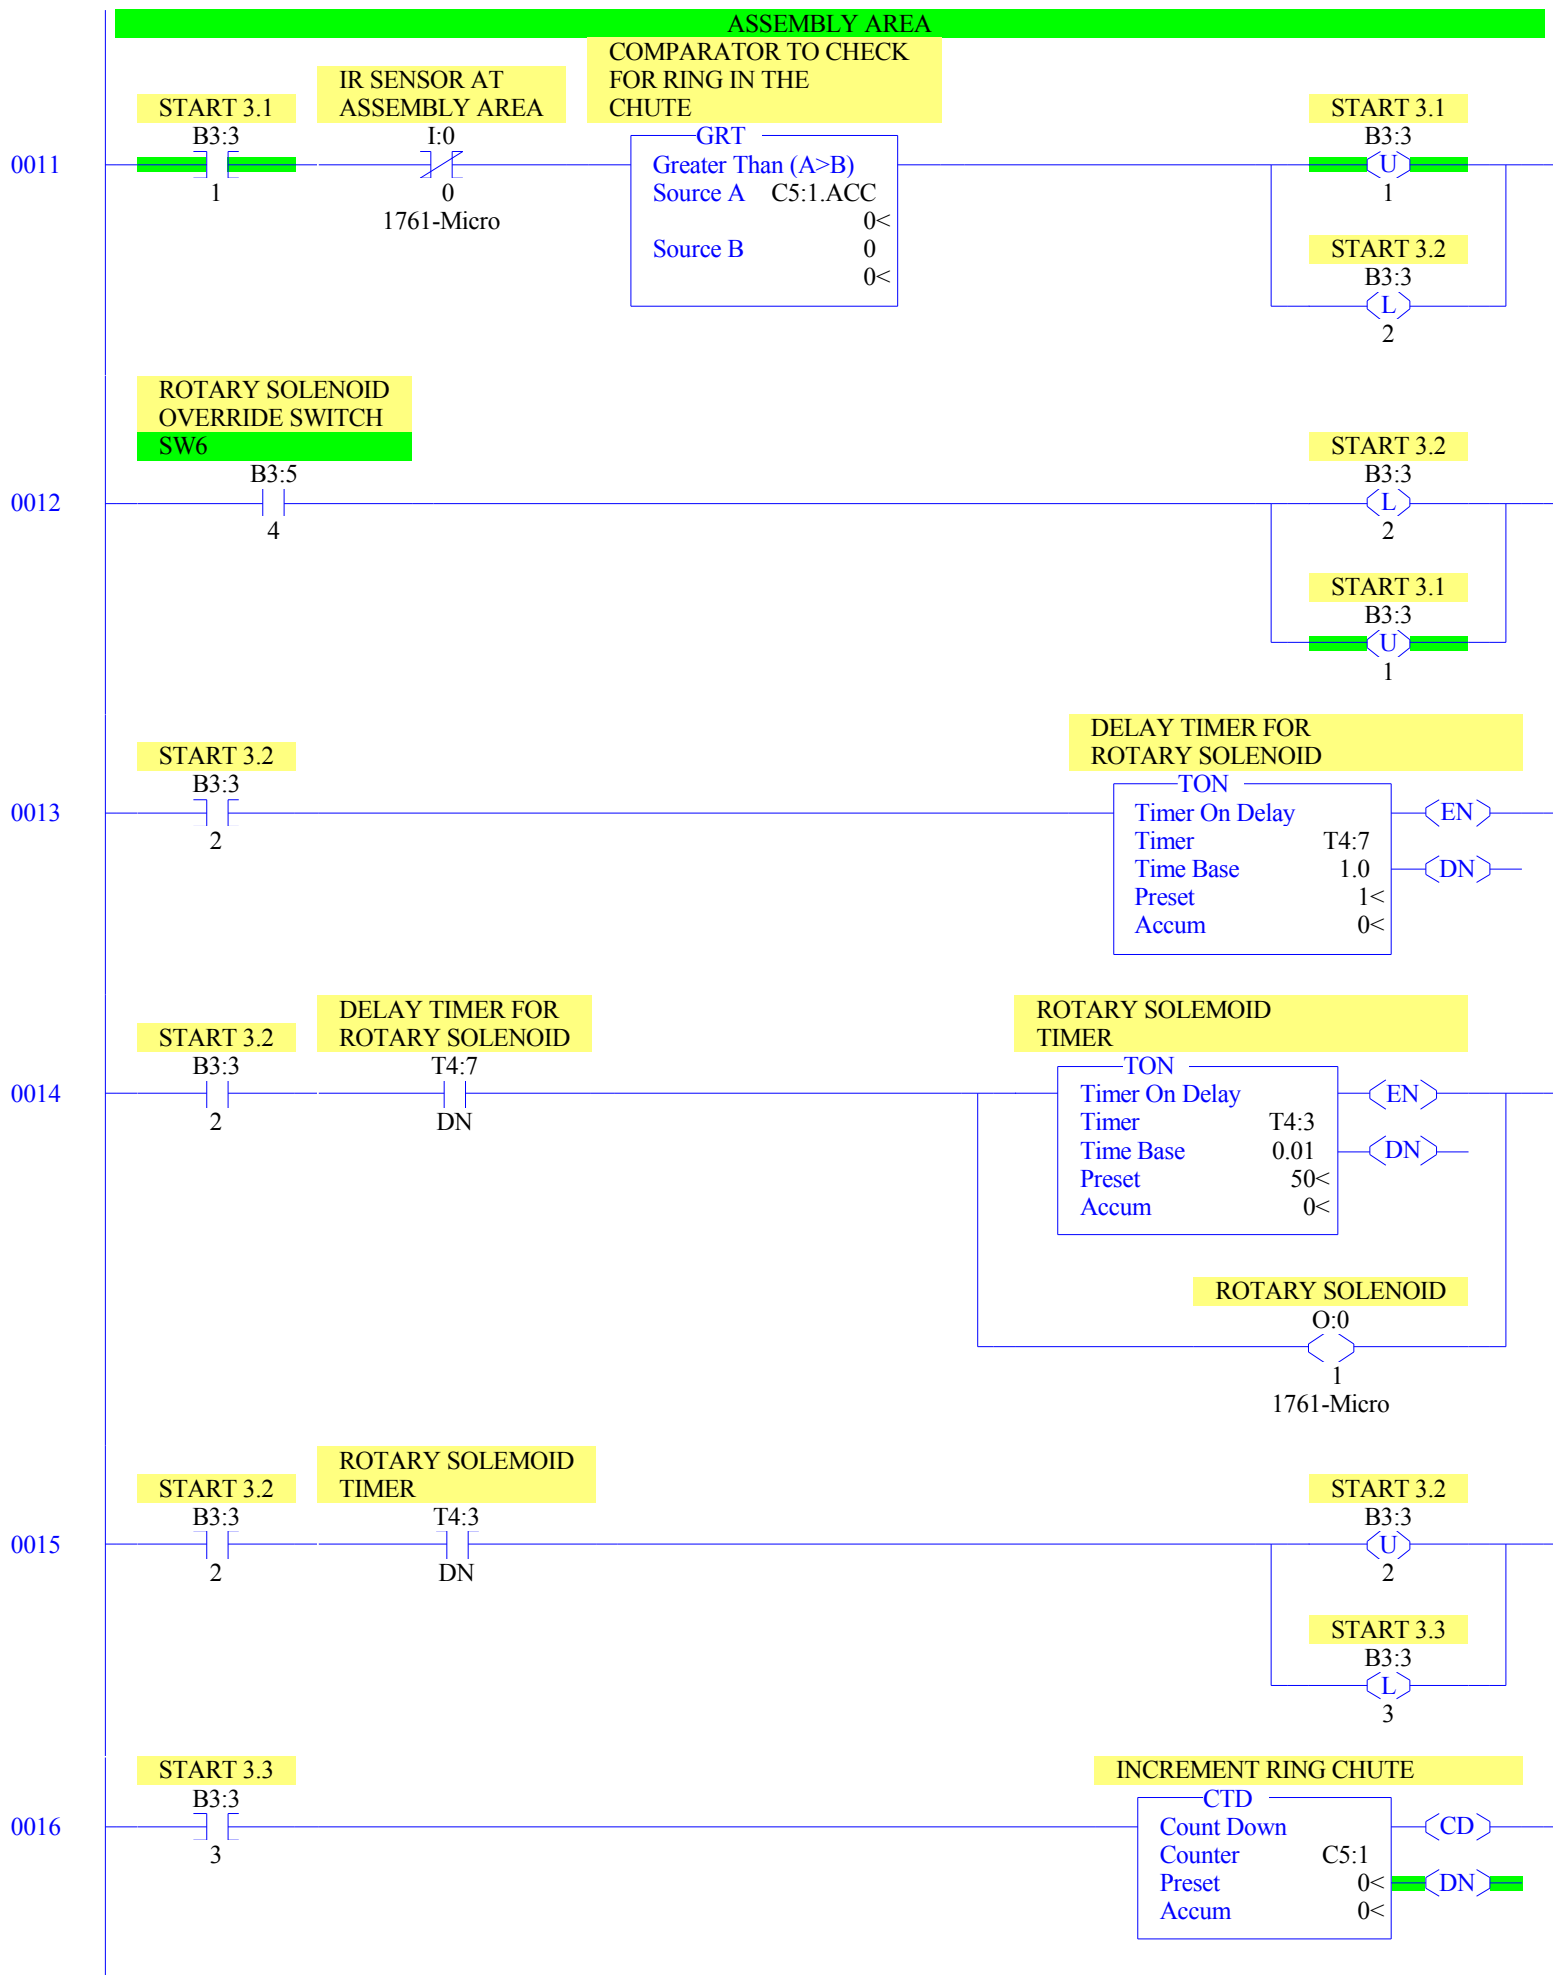 ASSEMBLY AREA
COMPARATOR TO CHECK
FOR RING IN THE
CHUTE
IR SENSOR AT
ASSEMBLY AREA
START 3.1
START 3.1
B3:3
I:0
GRT
B3:3
0011
Greater Than (A>B)
U
Source A C5:1.ACC
1
0
1
1761-Micro
0<
Source B 0
START 3.2
0<
B3:3
L
2
ROTARY SOLENOID
OVERRIDE SWITCH
SW6
START 3.2
B3:5
B3:3
0012
L
4
2
START 3.1
B3:3
U
1
DELAY TIMER FOR
ROTARY SOLENOID
START 3.2
B3:3
TON
0013
Timer On Delay
EN
2
Timer T4:7
Time Base 1.0
DN
Preset 1<
Accum 0<
DELAY TIMER FOR
ROTARY SOLENOID
ROTARY SOLEMOID
TIMER
START 3.2
B3:3
T4:7
TON
0014
Timer On Delay
EN
2
DN
Timer T4:3
Time Base 0.01
DN
Preset 50<
Accum 0<
ROTARY SOLENOID
O:0
1
1761-Micro
ROTARY SOLEMOID
TIMER
START 3.2
START 3.2
B3:3
T4:3
B3:3
0015
U
2
DN
2
START 3.3
B3:3
L
3
START 3.3
INCREMENT RING CHUTE
B3:3
CTD
0016
Count Down
CD
3
Counter C5:1
Preset 0<
DN
Accum 0<